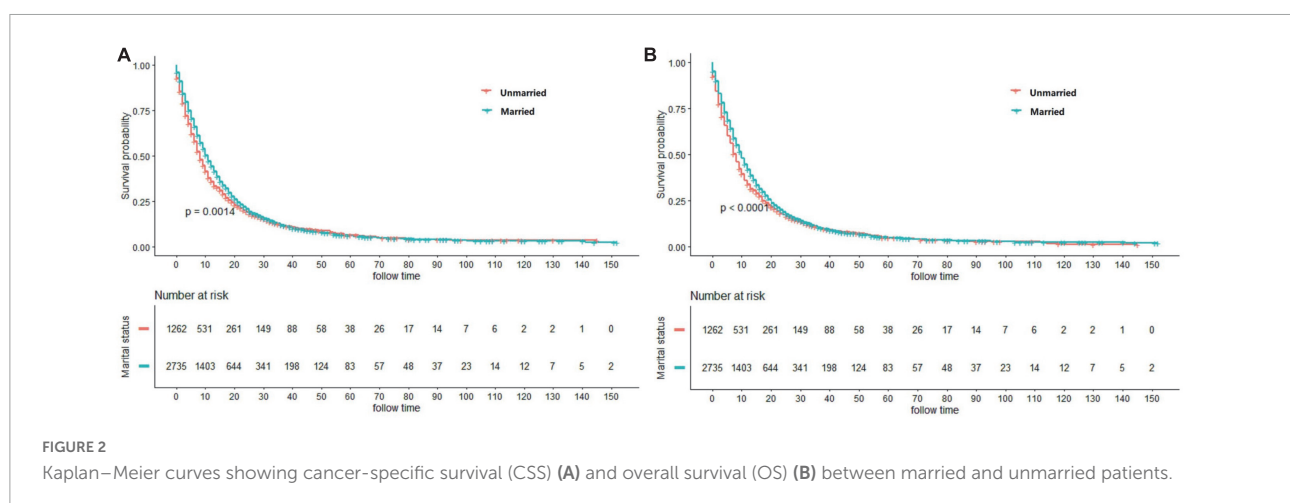 A
1.00
0.75
0.50
0.25
0.00
Survival probability
Unmarried
Married
p = 0.0014
0 10 20 30 40 50 60 70 80 90 100 110 120 130 140 150
follow time
Number at risk
Marital status
1262 531 261 149 88 58 38 26 17 14 7 6 2 2 1 0
2735 1403 644 341 198 124 83 57 48 37 23 14 12 7 5 2
0 10 20 30 40 50 60 70 80 90 100 110 120 130 140 150
follow time
B
1.00
0.75
0.50
0.25
0.00
Survival probability
Unmarried
Married
p < 0.0001
0 10 20 30 40 50 60 70 80 90 100 110 120 130 140 150
follow time
Number at risk
Marital status
1262 531 261 149 88 58 38 26 17 14 7 6 2 2 1 0
2735 1403 644 341 198 124 83 57 48 37 23 14 12 7 5 2
0 10 20 30 40 50 60 70 80 90 100 110 120 130 140 150
follow time
FIGURE 2
Kaplan–Meier curves showing cancer-specific survival (CSS) (A) and overall survival (OS) (B) between married and unmarried patients.